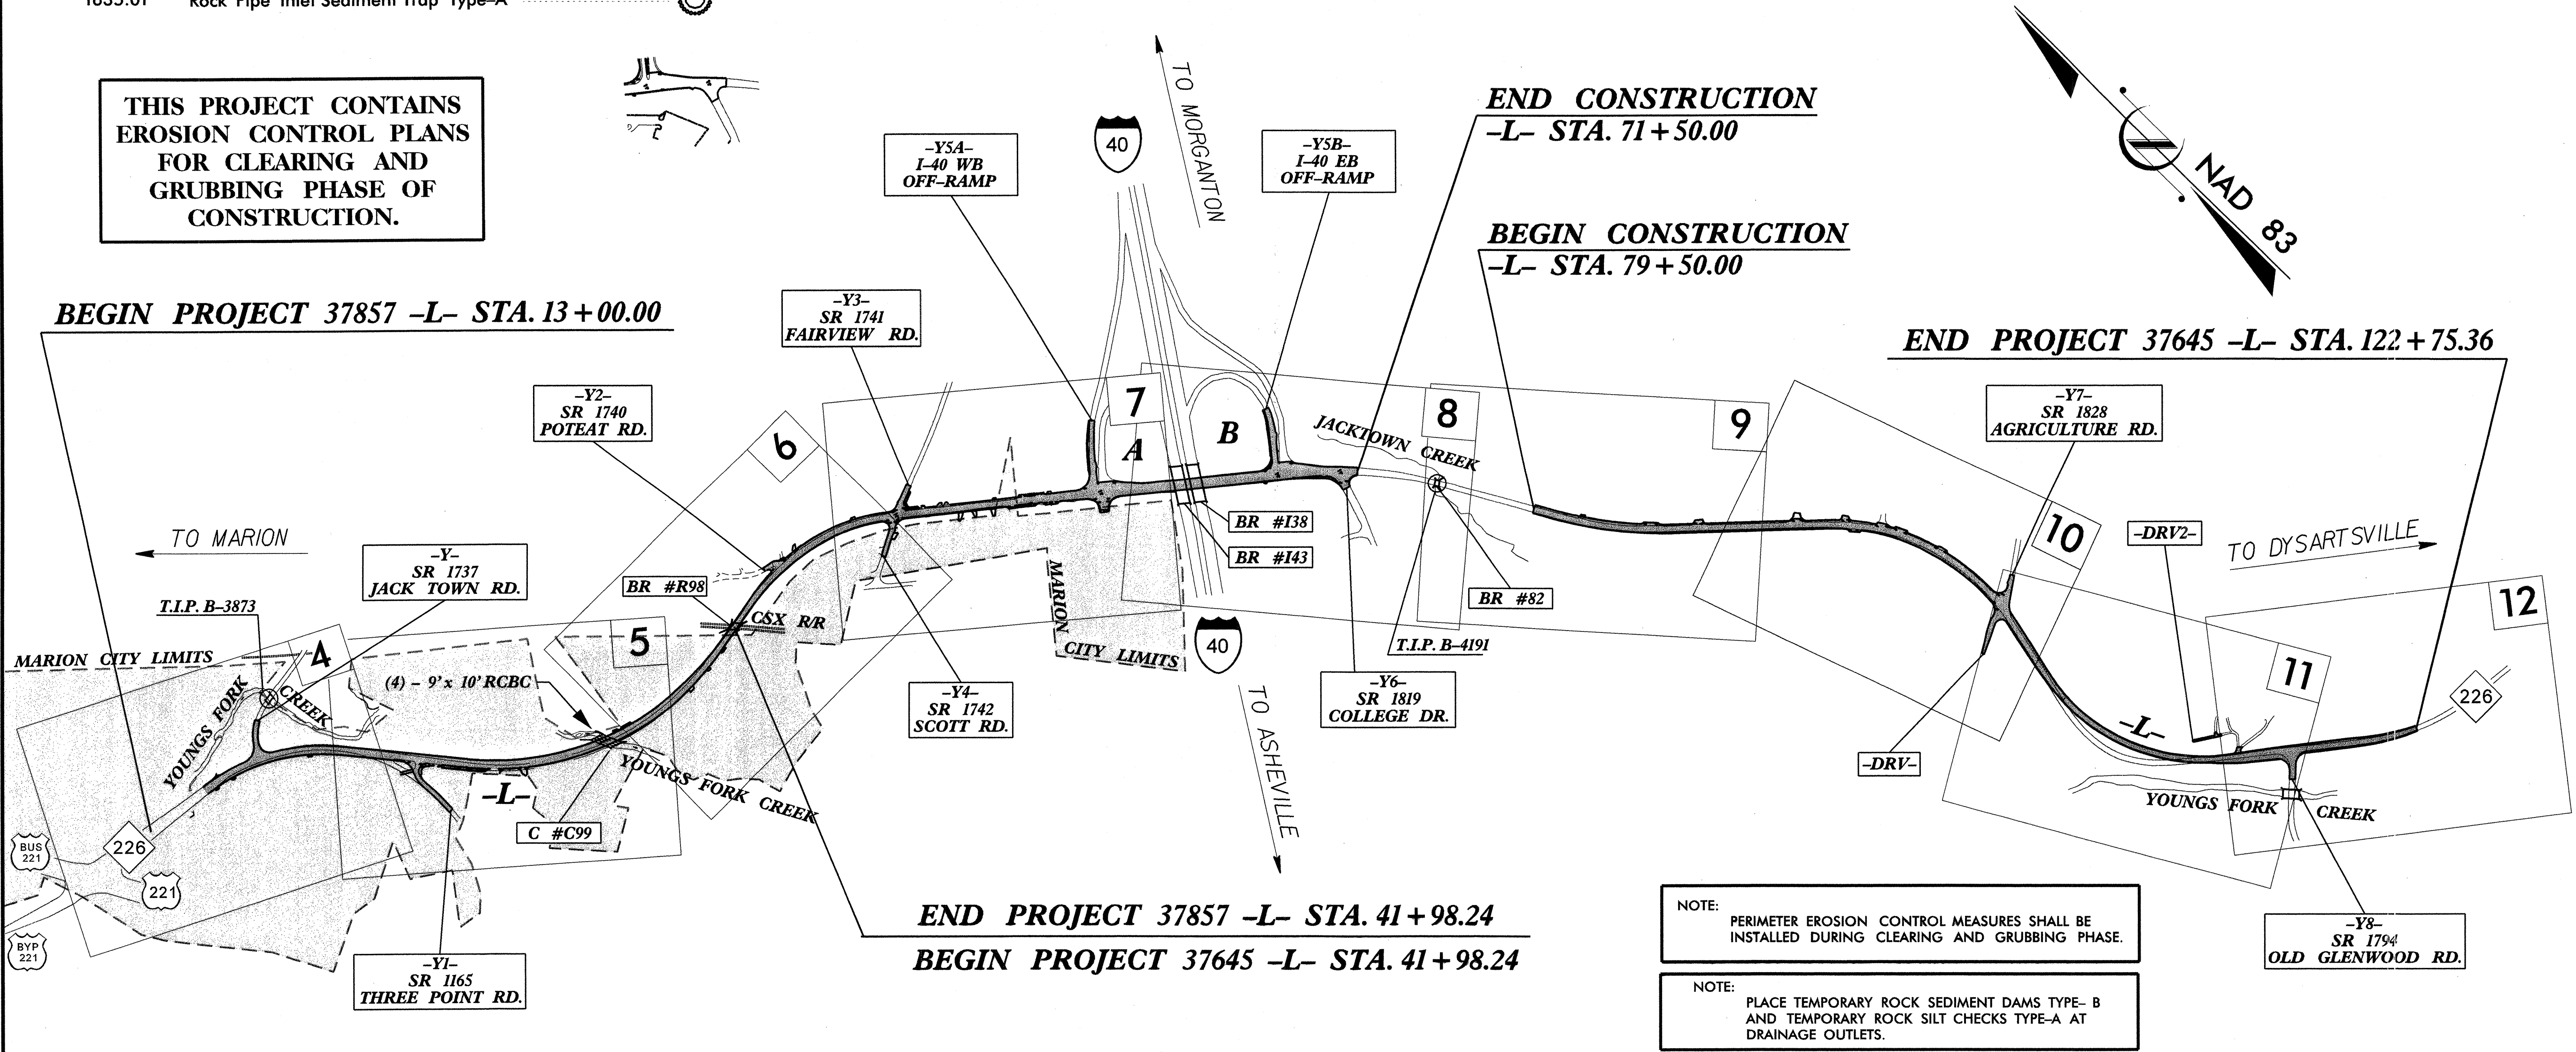 1635.01 Rock Pipe Inlet Sediment Trap Type–A
THIS PROJECT CONTAINS
EROSION CONTROL PLANS
FOR CLEARING AND
GRUBBING PHASE OF
CONSTRUCTION.
TO MORGANTON
40
–Y5A–
I–40 WB
OFF–RAMP
–Y5B–
I–40 EB
OFF–RAMP
END CONSTRUCTION
–L– STA. 71+50.00
BEGIN CONSTRUCTION
–L– STA. 79+50.00
NAD 83
BEGIN PROJECT 37857 –L– STA. 13+00.00
–Y3–
SR 1741
FAIRVIEW RD.
END PROJECT 37645 –L– STA. 122+75.36
–Y2–
SR 1740
POTEAT RD.
6
7
A
B
JACKTOWN CREEK
8
9
–Y7–
SR 1828
AGRICULTURE RD.
10
–DRV2–
TO DYSARTSVILLE
12
TO MARION
–Y–
SR 1737
JACK TOWN RD.
T.I.P. B–3873
BR #R98
CSX R/R
BR #138
BR #143
MARION
CITY LIMITS
BR #82
T.I.P. B–4191
MARION CITY LIMITS
4
5
YOUNGS FORK
CREEK
(4) – 9' x 10' RCBC
–Y4–
SR 1742
SCOTT RD.
40
TO ASHEVILLE
–Y6–
SR 1819
COLLEGE DR.
11
226
–L–
–DRV–
YOUNGS FORK CREEK
YOUNGS FORK CREEK
–L–
C #C99
226
BUS
221
221
BYP
221
–Y1–
SR 1165
THREE POINT RD.
END PROJECT 37857 –L– STA. 41+98.24
BEGIN PROJECT 37645 –L– STA. 41+98.24
NOTE:
PERIMETER EROSION CONTROL MEASURES SHALL BE
INSTALLED DURING CLEARING AND GRUBBING PHASE.
NOTE:
PLACE TEMPORARY ROCK SEDIMENT DAMS TYPE– B
AND TEMPORARY ROCK SILT CHECKS TYPE–A AT
DRAINAGE OUTLETS.
–Y8–
SR 1794
OLD GLENWOOD RD.